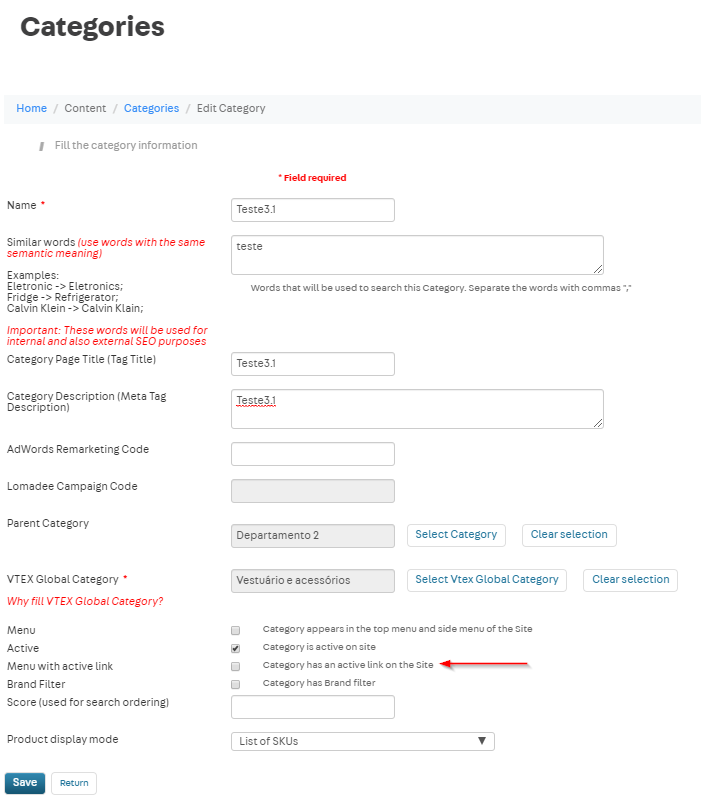 Categories
Home / Content / Categories / Edit Category
Fill the category information
* Field required
Name *
Teste3.1
Similar words (use words with the same
semantic meaning)
Examples:
Eletronic -> Eletronics;
Fridge -> Refrigerator;
Calvin Klein -> Calvin Klain;
Important: These words will be used for
internal and also external SEO purposes
teste
Words that will be used to search this Category. Separate the words with commas ","
Category Page Title (Tag Title)
Teste3.1
Category Description (Meta Tag
Description)
Teste3.1
AdWords Remarketing Code
Lomadee Campaign Code
Parent Category
Departamento 2 Select Category Clear selection
VTEX Global Category *
Vestuário e acessórios Select Vtex Global Category Clear selection
Why fill VTEX Global Category?
Menu Category appears in the top menu and side menu of the Site
Active Category is active on site
Menu with active link Category has an active link on the Site
Brand Filter Category has Brand filter
Score (used for search ordering)
Product display mode List of SKUs
Save Return